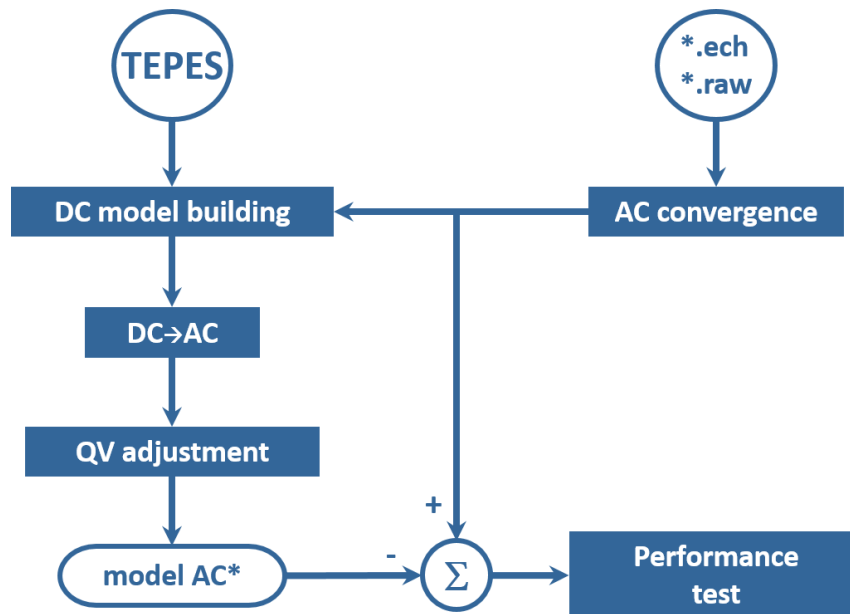 TEPES
*.ech
*.raw
DC model building
AC convergence
DC→AC
QV adjustment
+
-
model AC*
Σ
Performance
test